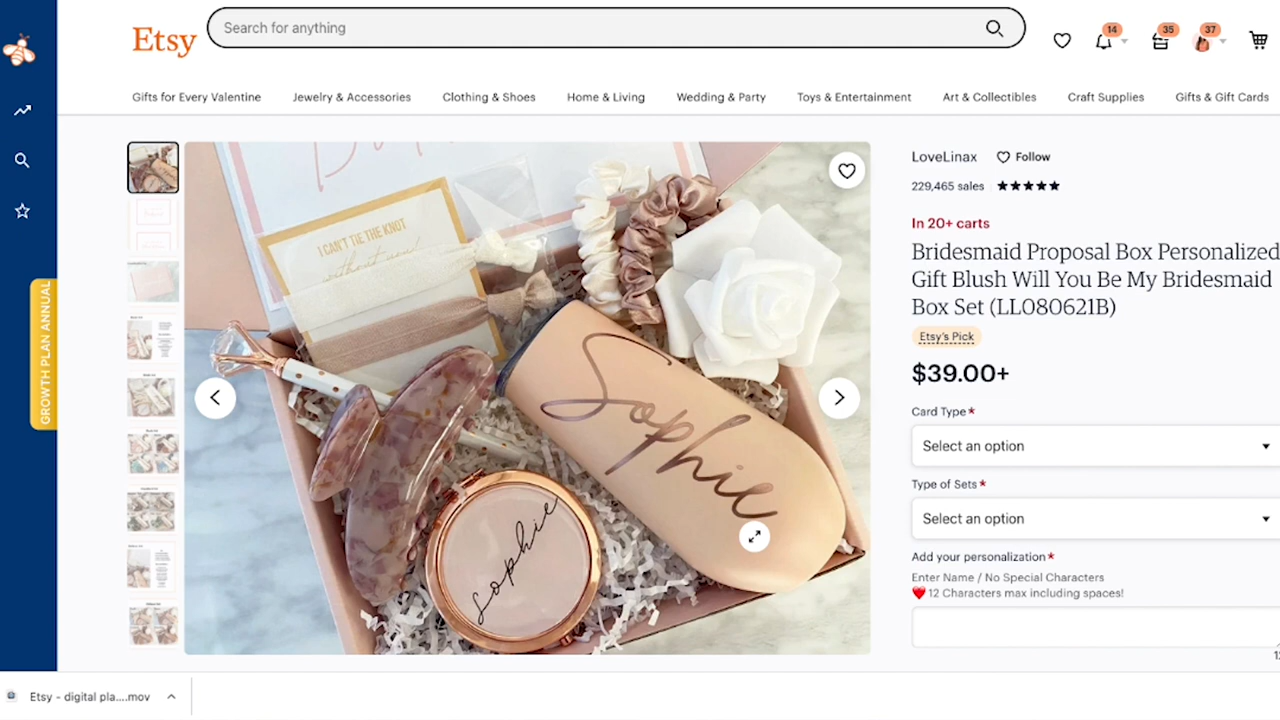 Etsy
Search for anything
14
35
37
Gifts for Every Valentine
Jewelry & Accessories
Clothing & Shoes
Home & Living
Wedding & Party
Toys & Entertainment
Art & Collectibles
Craft Supplies
Gifts & Gift Cards
GROWTH PLAN ANNUAL
I CAN'T TIE THE KNOT
without you!
Sophie
sophie
LoveLinax
Follow
229,465 sales
In 20+ carts
Bridesmaid Proposal Box Personalized
Gift Blush Will You Be My Bridesmaid
Box Set (LL080621B)
Etsy's Pick
$39.00+
Card Type*
Select an option
Type of Sets*
Select an option
Add your personalization*
Enter Name / No Special Characters
❤️ 12 Characters max including spaces!
Etsy - digital pla....mov